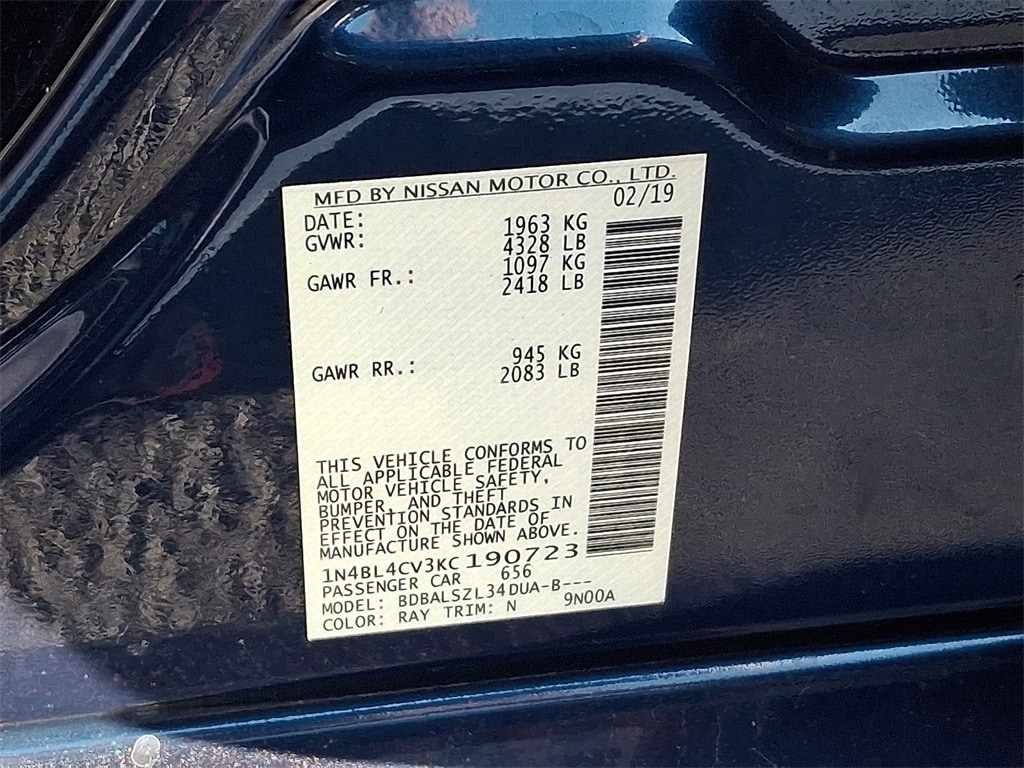 MFD BY NISSAN MOTOR CO., LTD.
DATE: 02/19
GVWR: 1963 KG
4328 LB
GAWR FR.: 1097 KG
2418 LB
GAWR RR.: 945 KG
2083 LB
THIS VEHICLE CONFORMS TO
ALL APPLICABLE FEDERAL
MOTOR VEHICLE SAFETY,
BUMPER, AND THEFT
PREVENTION STANDARDS IN
EFFECT ON THE DATE OF
MANUFACTURE SHOWN ABOVE.
1N4BL4CV3KC190723
PASSENGER CAR 656
MODEL: BDBALSZL34DUA-B---
COLOR: RAY TRIM: N 9N00A